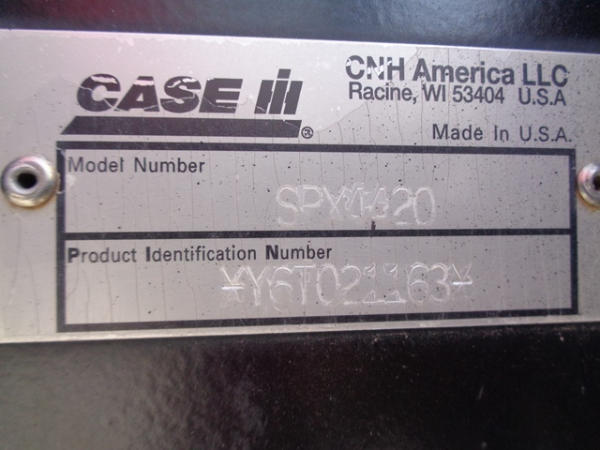 CASE IH®
CNH America LLC
Racine, WI 53404 U.S.A
Made In U.S.A.
Model Number
SPX4420
Product Identification Number
*Y6T021163*